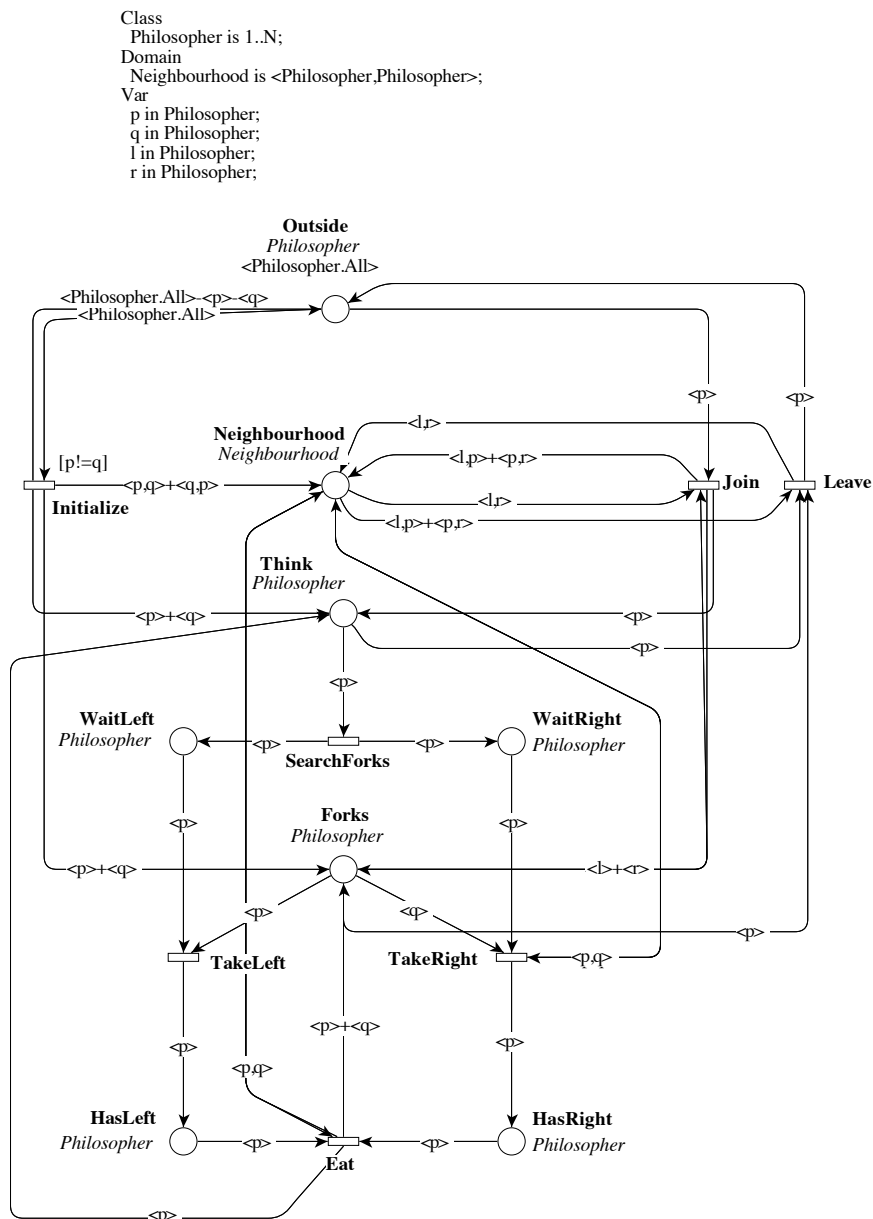 Class
Philosopher is 1..N;
Domain
Neighbourhood is <Philosopher,Philosopher>;
Var
p in Philosopher;
q in Philosopher;
l in Philosopher;
r in Philosopher;
Outside
Philosopher
<Philosopher.All>
<Philosopher.All>-<p>-<q>
<Philosopher.All>
<p>
<p>
<l,r>
Neighbourhood
Neighbourhood
<l,p>+<p,r>
[p!=q]
<p,q>+<q,p>
Join
Leave
<l,r>
Initialize
<l,p>+<p,r>
Think
Philosopher
<p>+<q>
<p>
<p>
<p>
WaitLeft
Philosopher
WaitRight
Philosopher
<p>
<p>
SearchForks
<p>
<p>
Forks
Philosopher
<p>+<q>
<l>+<r>
<p>
<q>
<p>
TakeLeft
TakeRight
<p,q>
<p>+<q>
<p>
<p>
<p,q>
HasLeft
Philosopher
HasRight
Philosopher
<p>
<p>
Eat
<p>